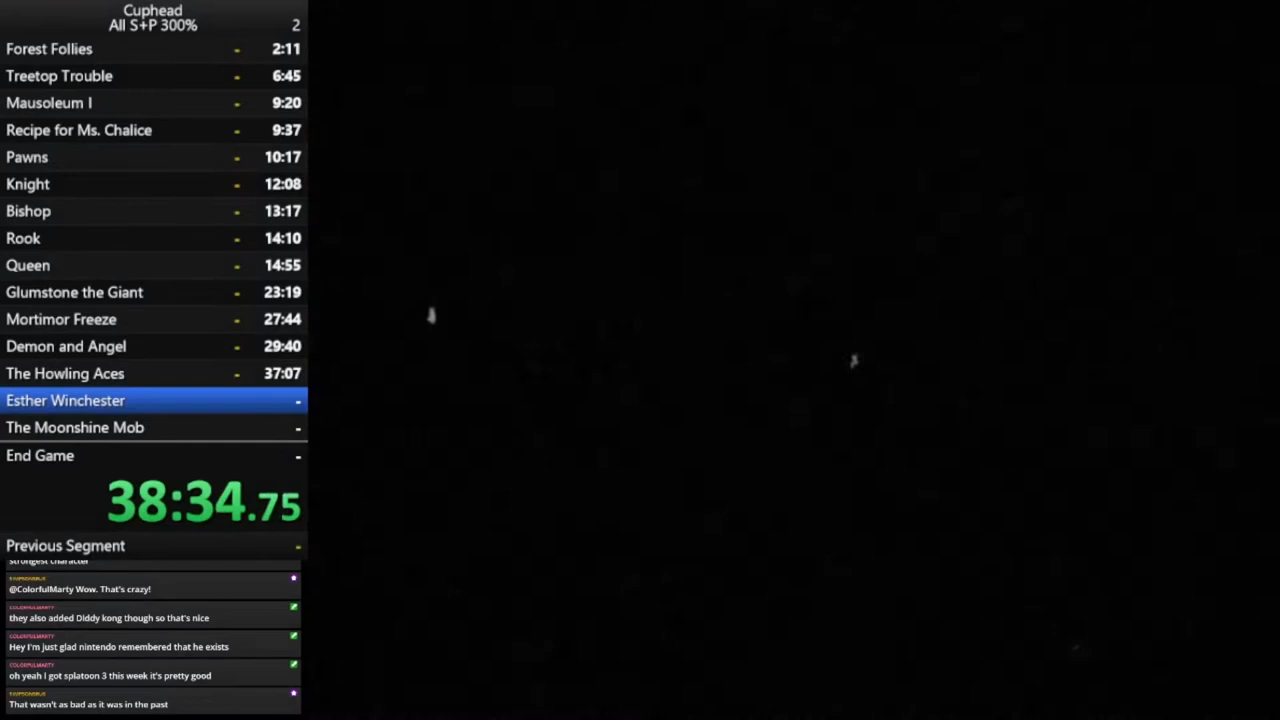 Cuphead
All S+P 300% 2
Forest Follies - 2:11
Treetop Trouble - 6:45
Mausoleum I - 9:20
Recipe for Ms. Chalice - 9:37
Pawns - 10:17
Knight - 12:08
Bishop - 13:17
Rook - 14:10
Queen - 14:55
Glumstone the Giant - 23:19
Mortimor Freeze - 27:44
Demon and Angel - 29:40
The Howling Aces - 37:07
Esther Winchester -
The Moonshine Mob -
End Game -
38:34.75
Previous Segment -
strongest character
@ColorfulMarty Wow. That's crazy!
COLORFULMARTY
they also added Diddy kong though so that's nice
COLORFULMARTY
Hey I'm just glad nintendo remembered that he exists
COLORFULMARTY
oh yeah I got splatoon 3 this week it's pretty good
That wasn't as bad as it was in the past